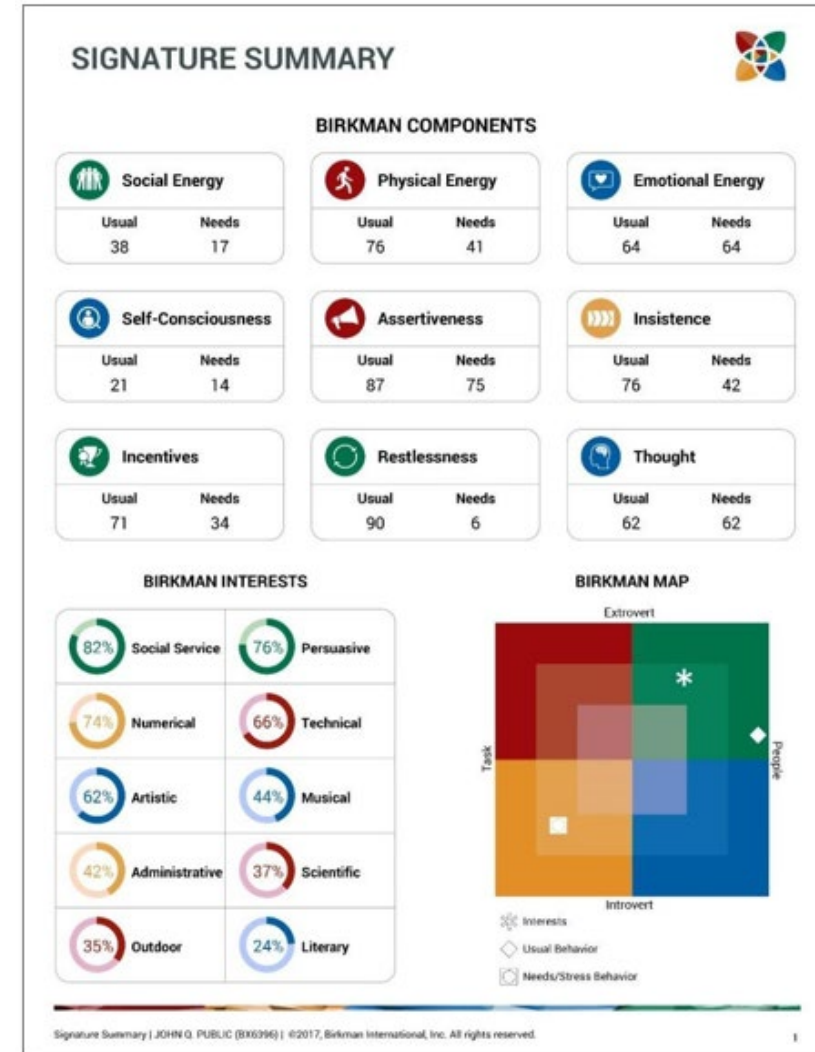 SIGNATURE SUMMARY
BIRKMAN COMPONENTS
Social Energy
Usual Needs
38 17
Physical Energy
Usual Needs
76 41
Emotional Energy
Usual Needs
64 64
Self-Consciousness
Usual Needs
21 14
Assertiveness
Usual Needs
87 75
Insistence
Usual Needs
76 42
Incentives
Usual Needs
71 34
Restlessness
Usual Needs
90 6
Thought
Usual Needs
62 62
BIRKMAN INTERESTS
82% Social Service
76% Persuasive
74% Numerical
66% Technical
62% Artistic
44% Musical
42% Administrative
37% Scientific
35% Outdoor
24% Literary
BIRKMAN MAP
Extrovert
Task
People
Introvert
Interests
Usual Behavior
Needs/Stress Behavior
Signature Summary | JOHN Q. PUBLIC (BX6396) | ©2017, Birkman International, Inc. All rights reserved.
1